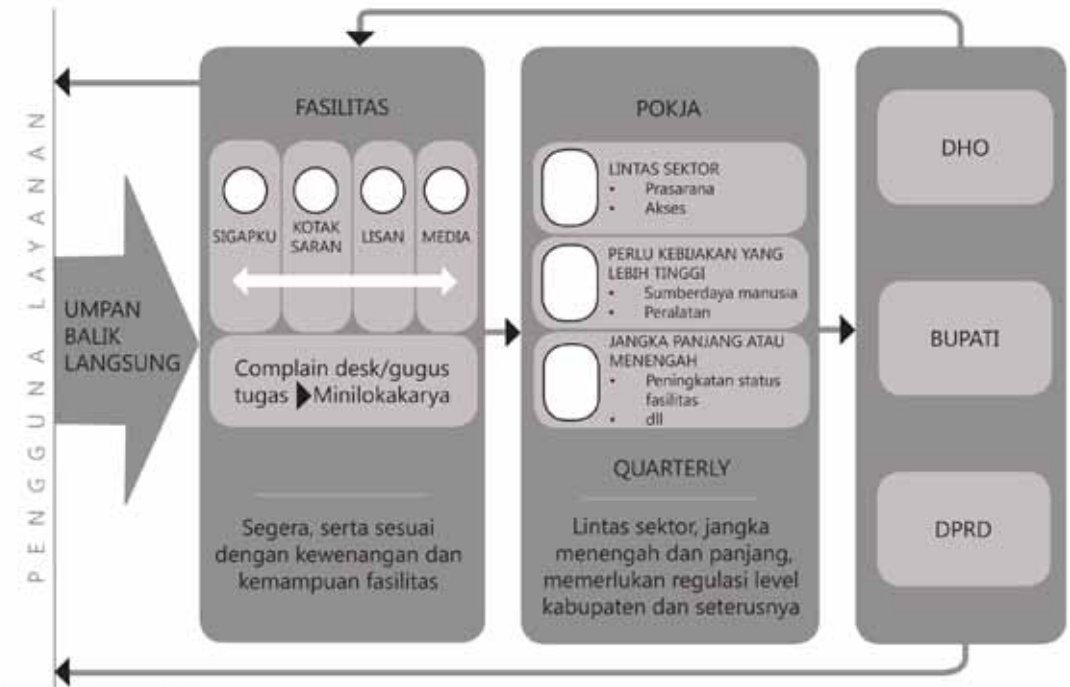 PENGGUNA LAYANAN
UMPAN
BALIK
LANGSUNG
FASILITAS
SIGAPKU
KOTAK
SARAN
LISAN
MEDIA
Complain desk/gugus
tugas ▶Minilokakarya
Segera, serta sesuai
dengan kewenangan dan
kemampuan fasilitas
POKJA
LINTAS SEKTOR
• Prasarana
• Akses
PERLU KEBIJAKAN YANG
LEBIH TINGGI
• Sumberdaya manusia
• Peralatan
JANGKA PANJANG ATAU
MENENGAH
• Peningkatan status
fasilitas
• dll
QUARTERLY
Lintas sektor, jangka
menengah dan panjang,
memerlukan regulasi level
kabupaten dan seterusnya
DHO
BUPATI
DPRD